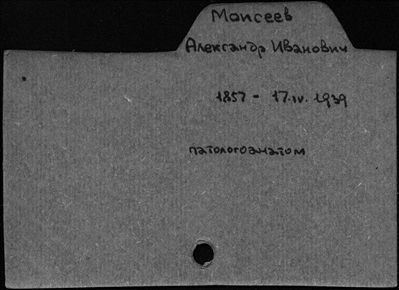 Моисеев
Александр Иванович
1857 - 17.IV. 1939
патологоанатом